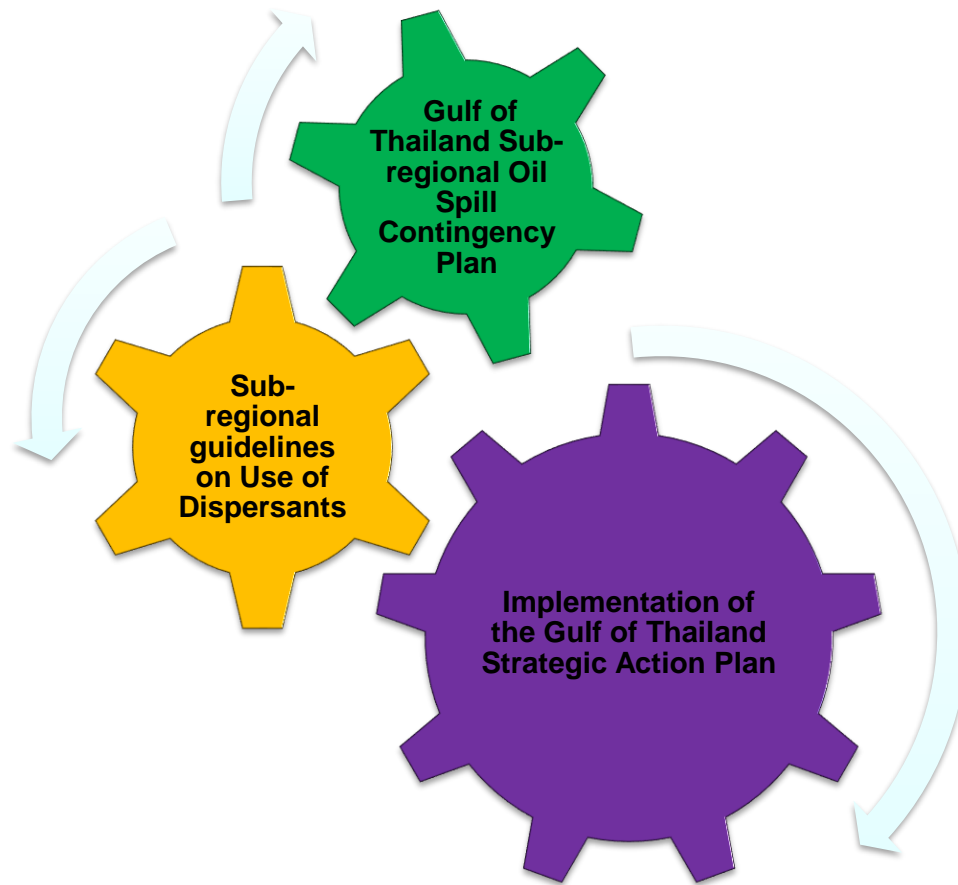 Gulf of
Thailand Sub-
regional Oil
Spill
Contingency
Plan
Sub-
regional
guidelines
on Use of
Dispersants
Implementation of
the Gulf of Thailand
Strategic Action Plan